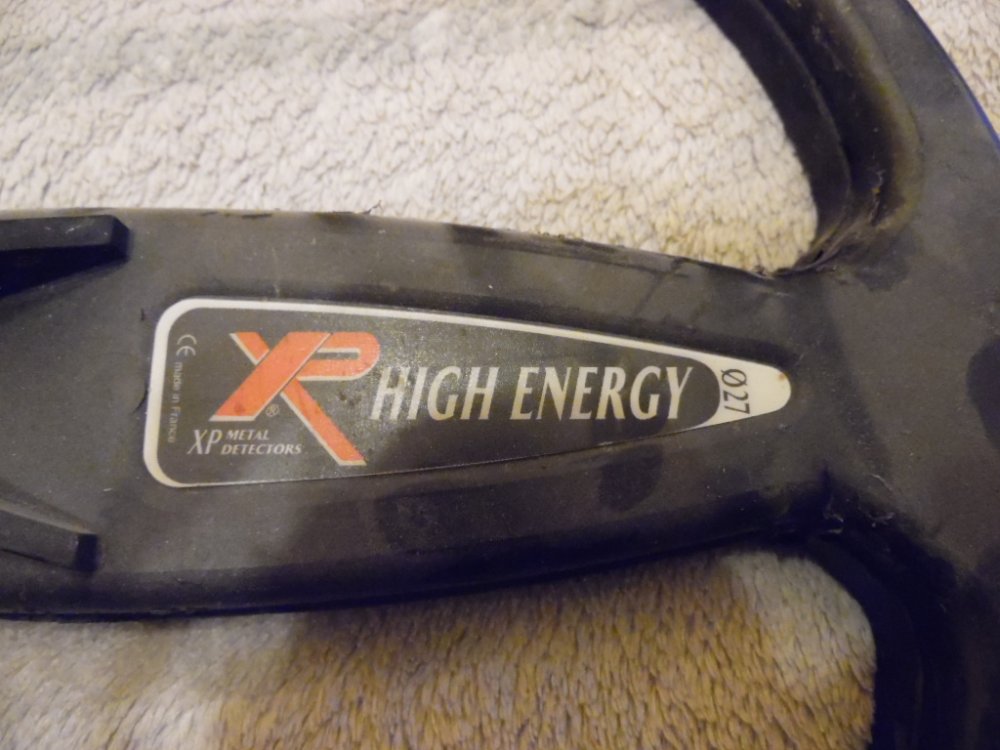 CE made in France
XP
®
XP METAL
DETECTORS
HIGH ENERGY
Ø27